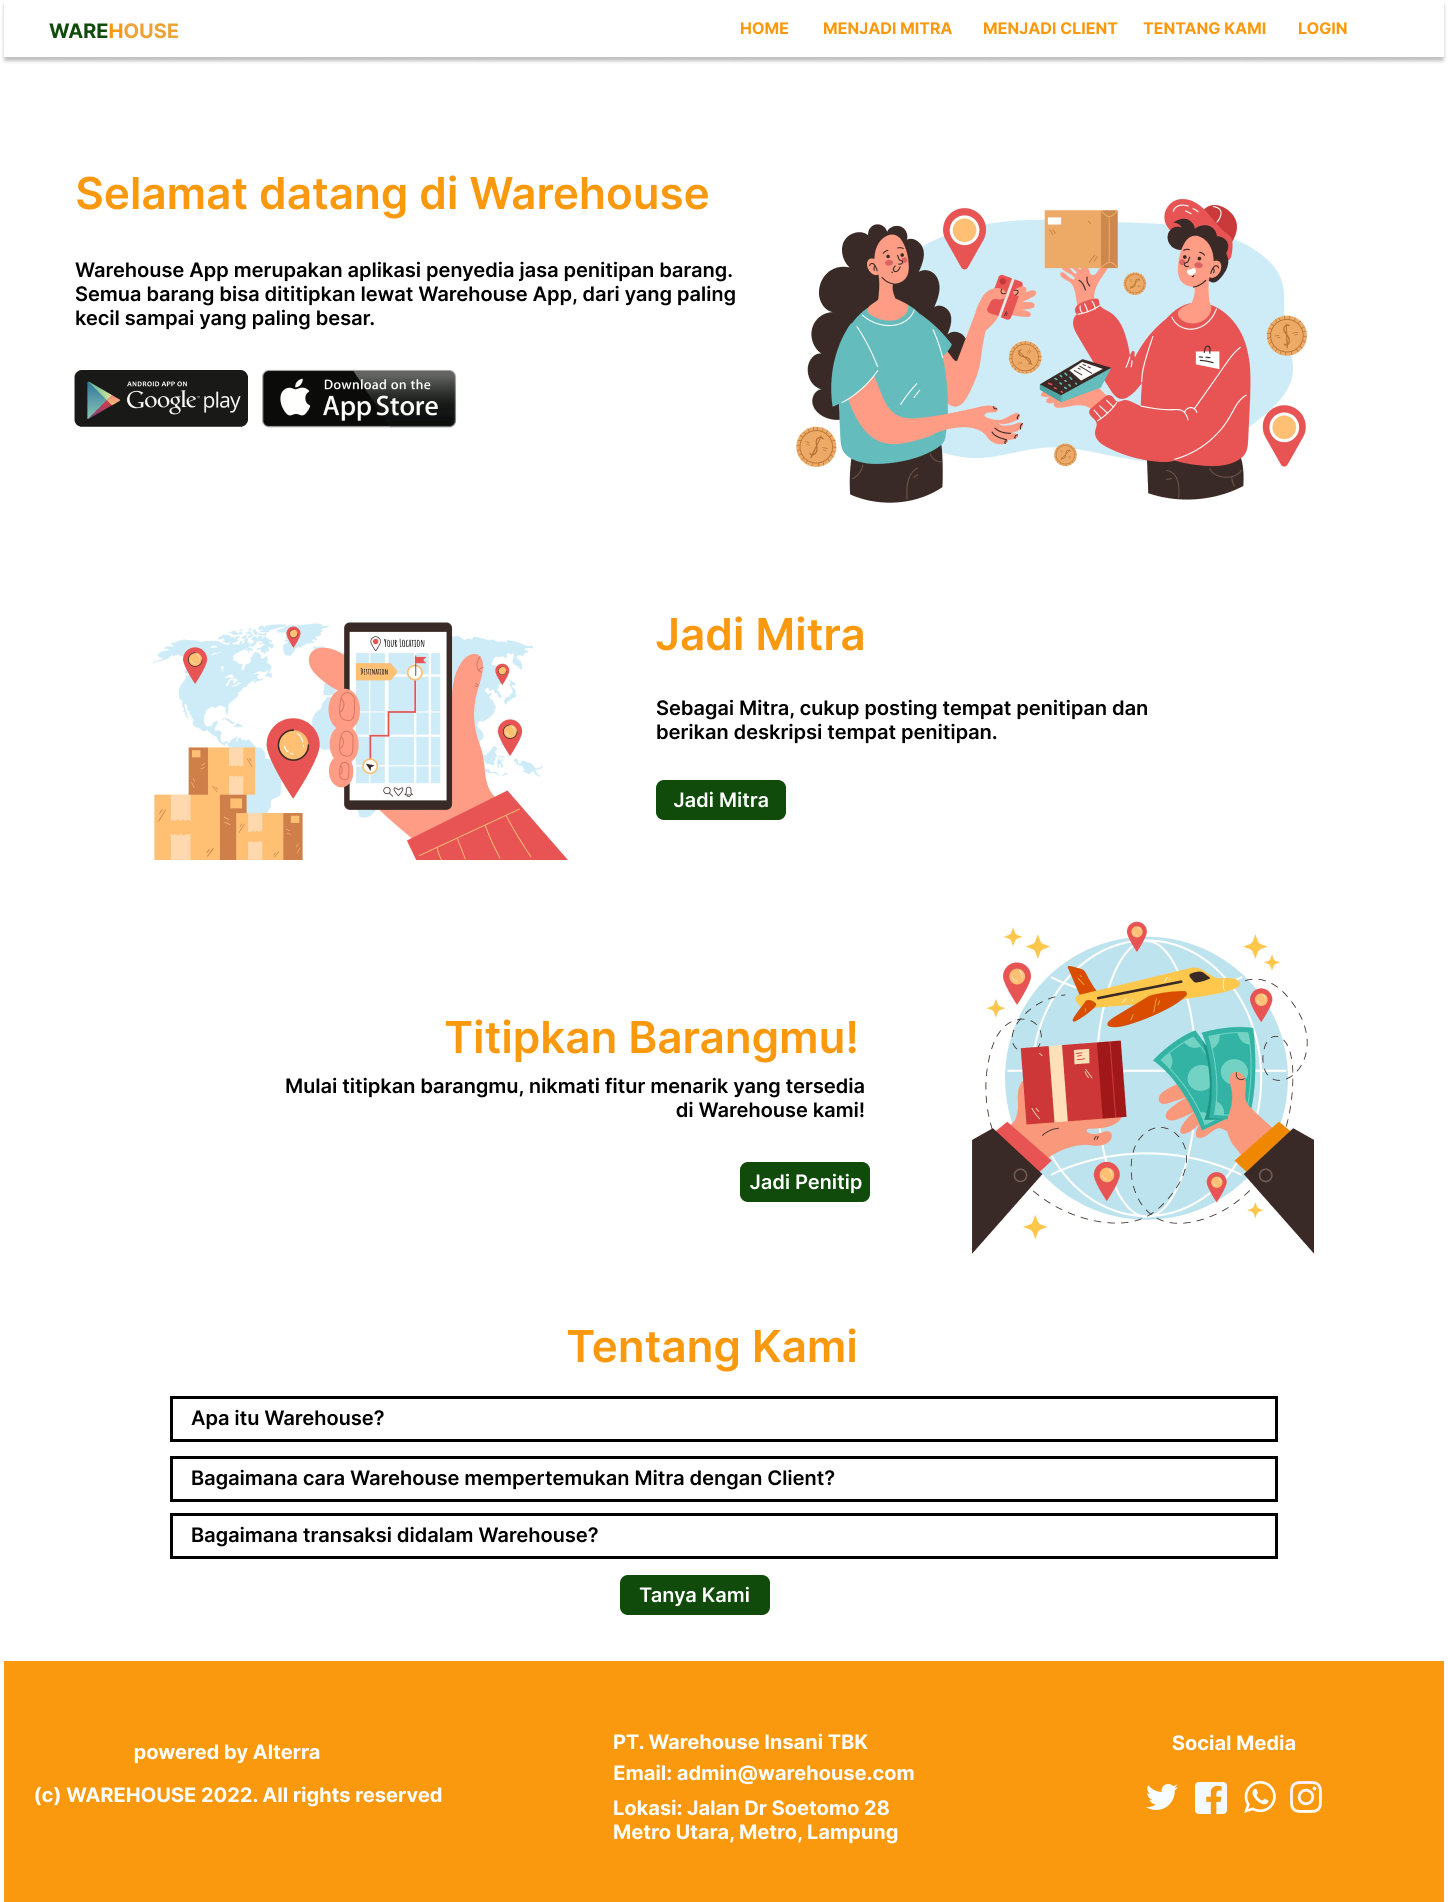 WAREHOUSE
HOME MENJADI MITRA MENJADI CLIENT TENTANG KAMI LOGIN
Selamat datang di Warehouse
Warehouse App merupakan aplikasi penyedia jasa penitipan barang.
Semua barang bisa dititipkan lewat Warehouse App, dari yang paling
kecil sampai yang paling besar.
ANDROID APP ON
Google play
Download on the
App Store
YOUR LOCATION
DESTINATION
Jadi Mitra
Sebagai Mitra, cukup posting tempat penitipan dan
berikan deskripsi tempat penitipan.
Jadi Mitra
Titipkan Barangmu!
Mulai titipkan barangmu, nikmati fitur menarik yang tersedia
di Warehouse kami!
Jadi Penitip
Tentang Kami
Apa itu Warehouse?
Bagaimana cara Warehouse mempertemukan Mitra dengan Client?
Bagaimana transaksi didalam Warehouse?
Tanya Kami
powered by Alterra
(c) WAREHOUSE 2022. All rights reserved
PT. Warehouse Insani TBK
Email: admin@warehouse.com
Lokasi: Jalan Dr Soetomo 28
Metro Utara, Metro, Lampung
Social Media